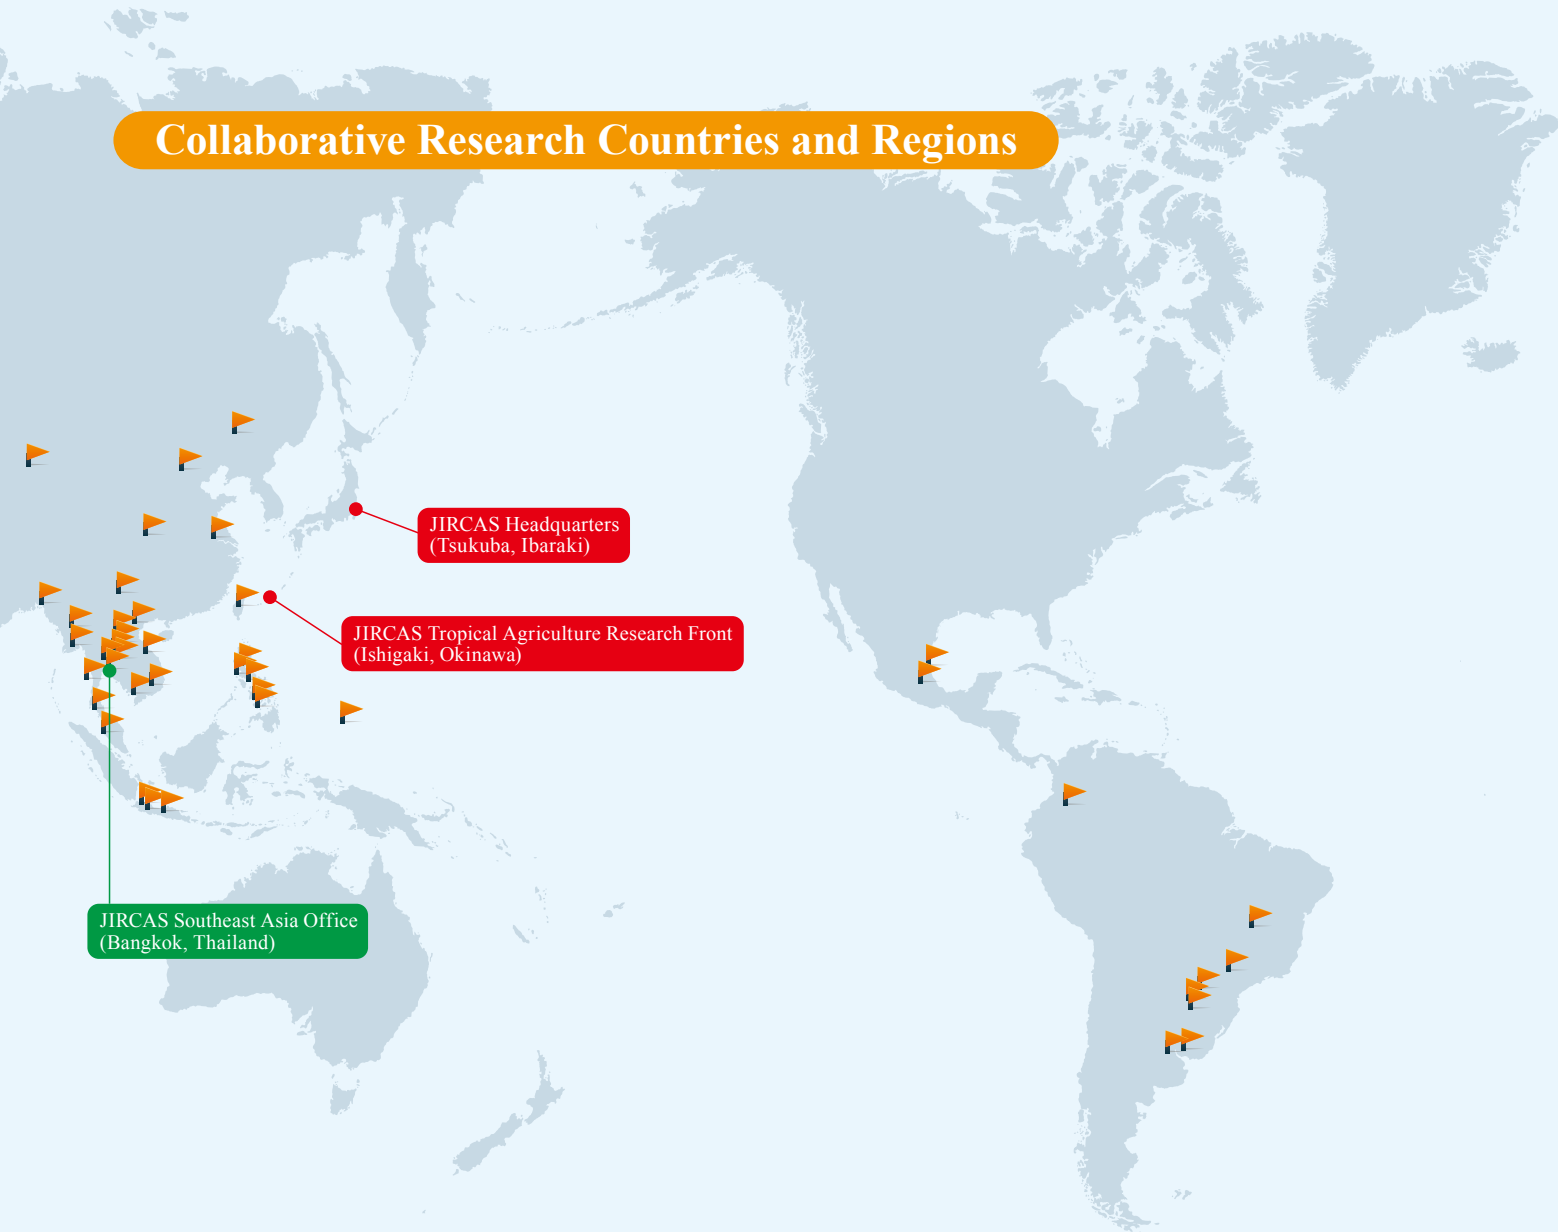 Collaborative Research Countries and Regions
JIRCAS Headquarters
(Tsukuba, Ibaraki)
JIRCAS Tropical Agriculture Research Front
(Ishigaki, Okinawa)
JIRCAS Southeast Asia Office
(Bangkok, Thailand)